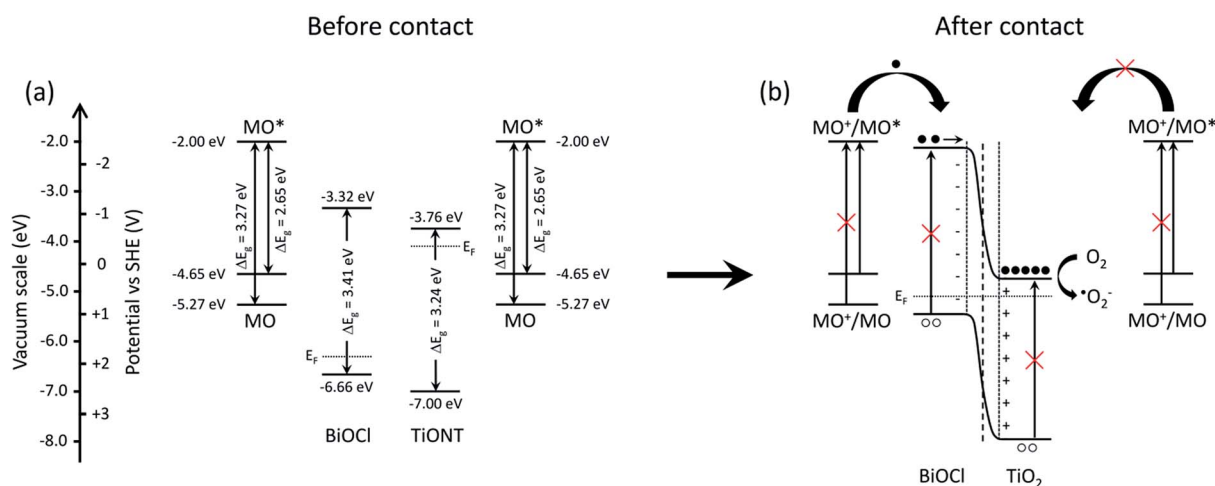 Before contact
After contact
(a)
(b)
Vacuum scale (eV)
Potential vs SHE (V)
-2.0
-3.0
-4.0
-5.0
-6.0
-7.0
-8.0
-2
-1
0
+1
+2
+3
MO*
-2.00 eV
ΔEg = 3.27 eV
ΔEg = 2.65 eV
-4.65 eV
-5.27 eV
MO
-3.32 eV
ΔEg = 3.41 eV
EF
-6.66 eV
BiOCl
-3.76 eV
EF
ΔEg = 3.24 eV
-7.00 eV
TiONT
MO*
-2.00 eV
ΔEg = 3.27 eV
ΔEg = 2.65 eV
-4.65 eV
-5.27 eV
MO
MO⁺/MO*
MO⁺/MO
EF
BiOCl
TiO₂
O₂
•O₂⁻
MO⁺/MO*
MO⁺/MO